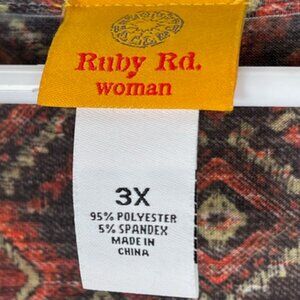 Ruby Rd.
woman
3X
95% POLYESTER
5% SPANDEX
MADE IN
CHINA